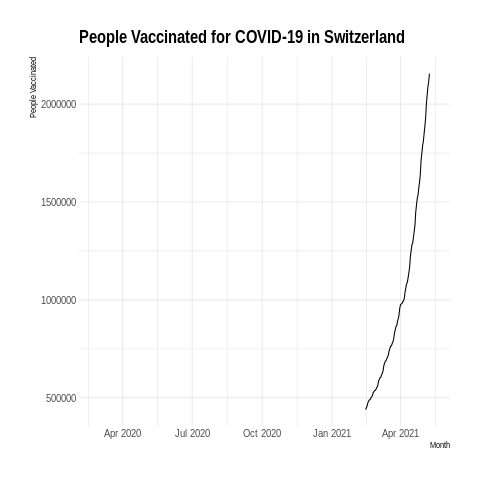 People Vaccinated for COVID-19 in Switzerland
People Vaccinated
2000000
1500000
1000000
500000
Apr 2020 Jul 2020 Oct 2020 Jan 2021 Apr 2021
Month